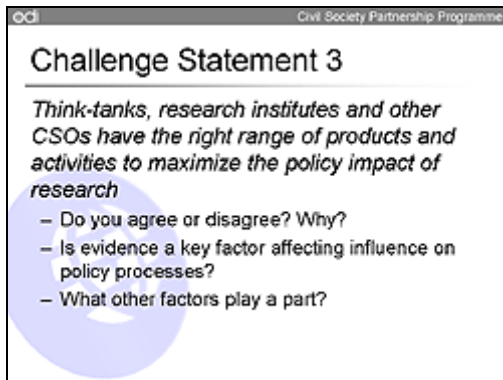 odi Civil Society Partnership Programme
Challenge Statement 3
Think-tanks, research institutes and other
CSOs have the right range of products and
activities to maximize the policy impact of
research
– Do you agree or disagree? Why?
– Is evidence a key factor affecting influence on
policy processes?
– What other factors play a part?